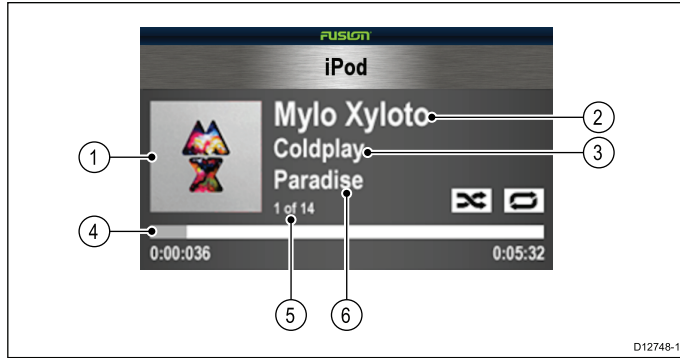 FUSION
iPod
Mylo Xyloto
Coldplay
Paradise
1 of 14
0:00:036
0:05:32
1
2
3
4
5
6
D12748-1